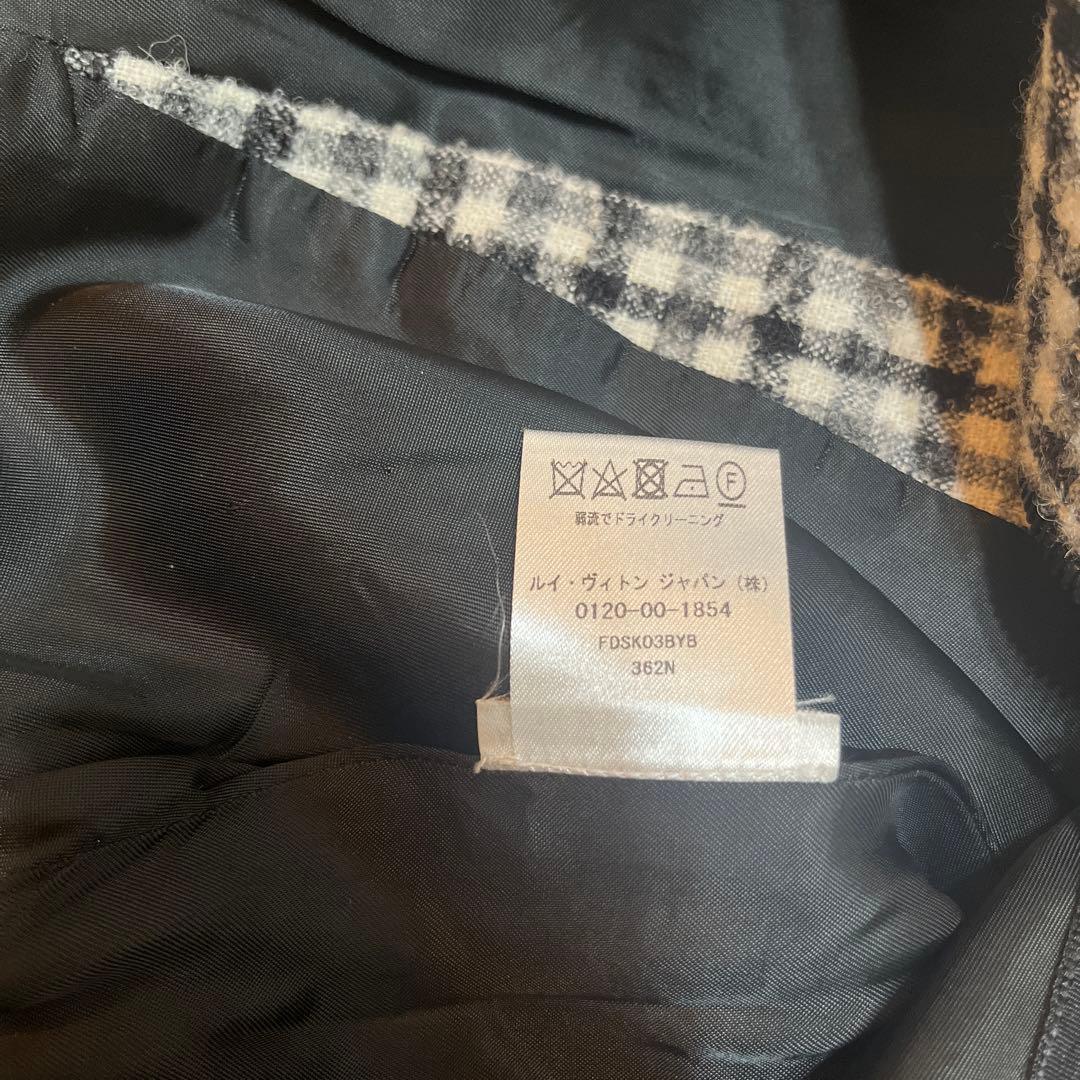 F
弱流でドライクリーニング
ルイ・ヴィトン ジャパン (株)
0120-00-1854
FDSK03BYB
362N